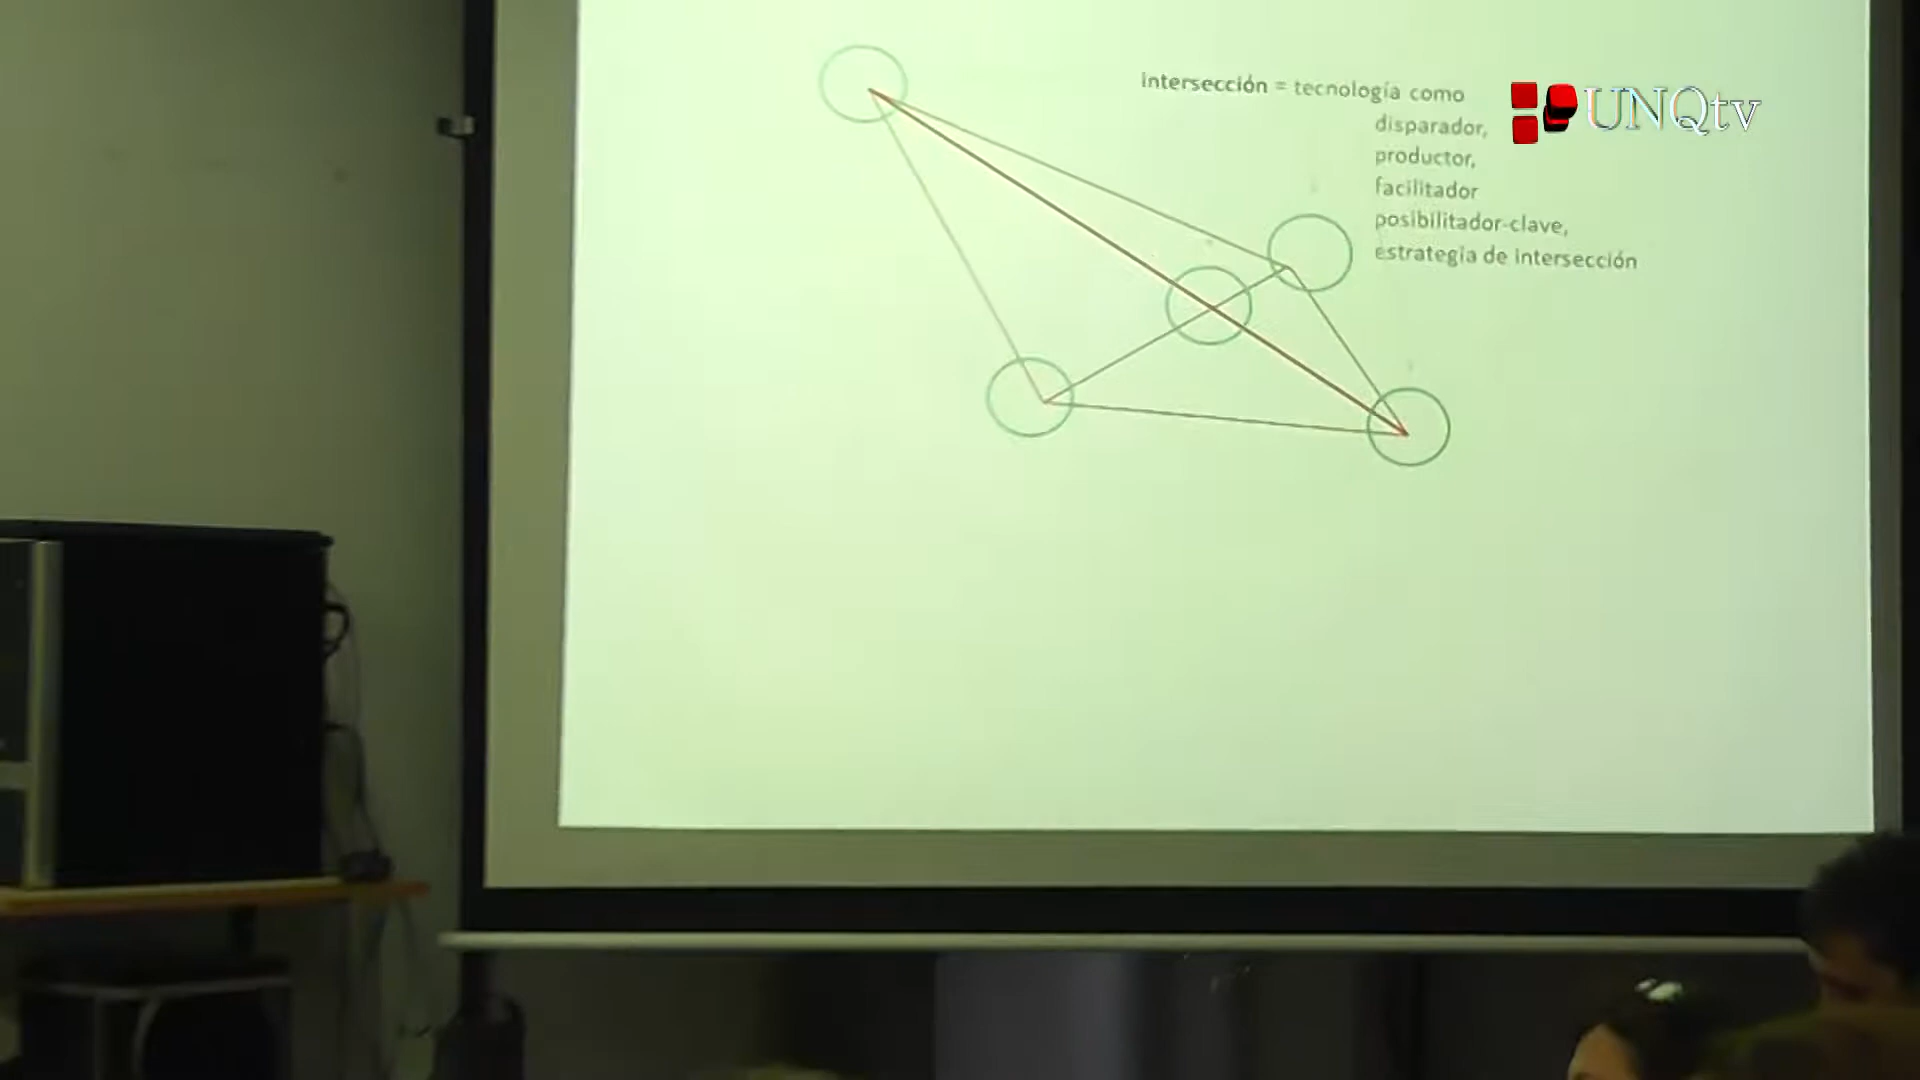 intersección = tecnología como
disparador,
productor,
facilitador
posibilitador-clave,
estrategia de intersección
UNQtv